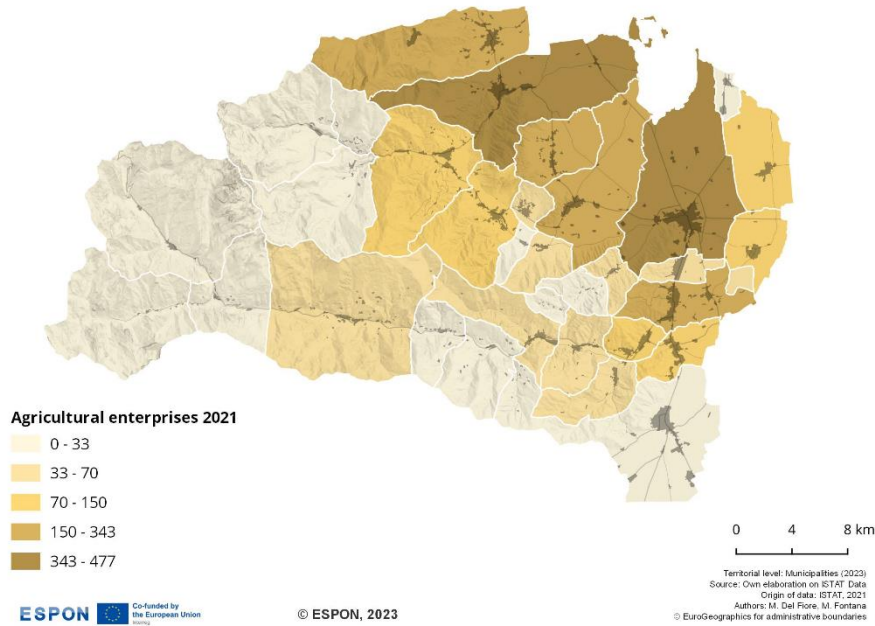 Agricultural enterprises 2021
0 - 33
33 - 70
70 - 150
150 - 343
343 - 477
0 4 8 km
Territorial level: Municipalities (2023)
Source: Own elaboration on ISTAT Data
Origin of data: ISTAT, 2021
Authors: M. Del Fiore, M. Fontana
© EuroGeographics for administrative boundaries
ESPON
Co-funded by
the European Union
Interreg
© ESPON, 2023